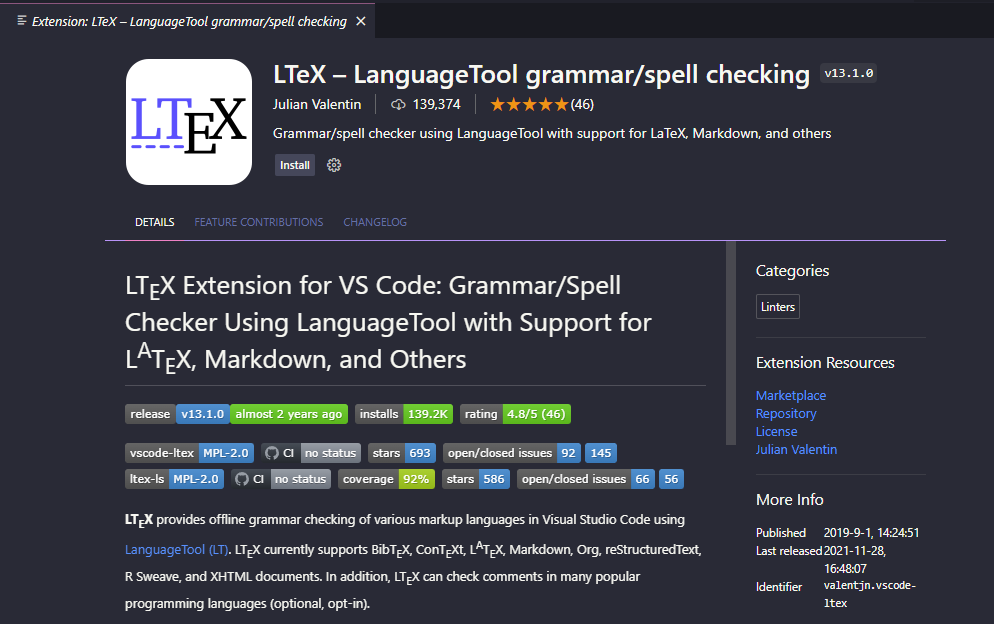 Extension: LTeX – LanguageTool grammar/spell checking
LTEX
LTeX – LanguageTool grammar/spell checking v13.1.0
Julian Valentin 139,374 (46)
Grammar/spell checker using LanguageTool with support for LaTeX, Markdown, and others
Install
DETAILS FEATURE CONTRIBUTIONS CHANGELOG
LTEX Extension for VS Code: Grammar/Spell
Checker Using LanguageTool with Support for
LATEX, Markdown, and Others
release v13.1.0 almost 2 years ago installs 139.2K rating 4.8/5 (46)
vscode-ltex MPL-2.0 CI no status stars 693 open/closed issues 92 145
ltex-ls MPL-2.0 CI no status coverage 92% stars 586 open/closed issues 66 56
LTEX provides offline grammar checking of various markup languages in Visual Studio Code using
LanguageTool (LT). LTEX currently supports BibTEX, ConTEXt, LATEX, Markdown, Org, reStructuredText,
R Sweave, and XHTML documents. In addition, LTEX can check comments in many popular
programming languages (optional, opt-in).
Categories
Linters
Extension Resources
Marketplace
Repository
License
Julian Valentin
More Info
Published 2019-9-1, 14:24:51
Last released 2021-11-28,
16:48:07
Identifier valentjn.vscode-
ltex